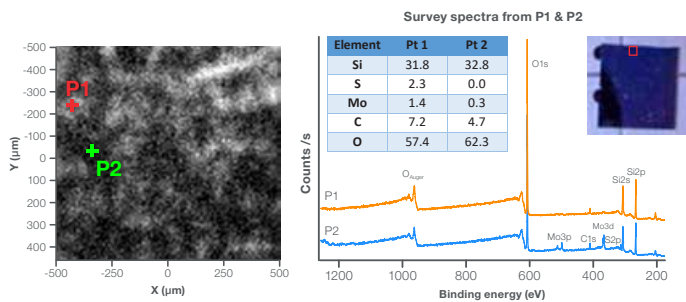 Survey spectra from P1 & P2
-500
-400
-300
-200
-100
0
100
200
300
400
Y (µm)
P1
P2
-500
-250
0
250
500
X (µm)
Counts /s
Element Pt 1 Pt 2
Si 31.8 32.8
S 2.3 0.0
Mo 1.4 0.3
C 7.2 4.7
O 57.4 62.3
O1s
OAuger
Si2s
Si2p
P1
P2
Mo3p
C1s
Mo3d
S2p
1200
1000
800
600
400
200
Binding energy (eV)